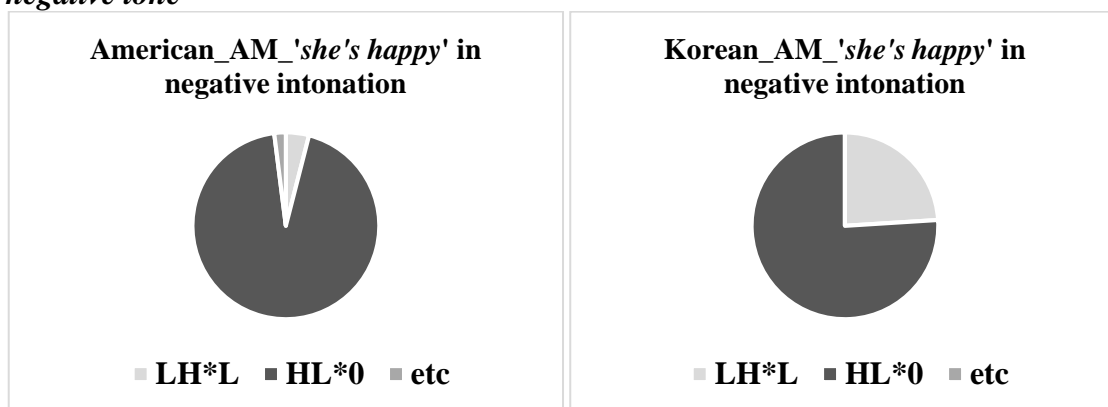 negative tone
American_AM_'she's happy' in
negative intonation
LH*L HL*0 etc
Korean_AM_'she's happy' in
negative intonation
LH*L HL*0 etc